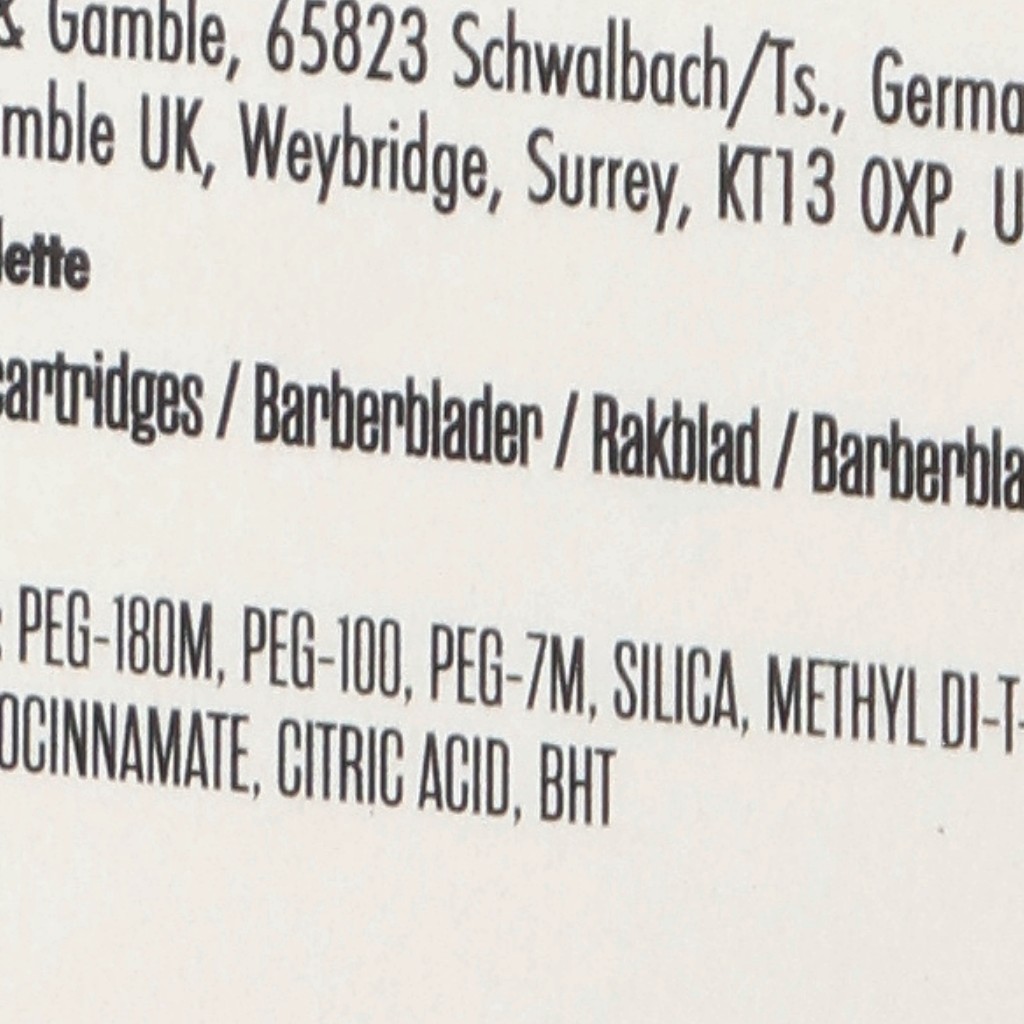 & Gamble, 65823 Schwalbach/Ts., Germa
mble UK, Weybridge, Surrey, KT13 0XP, U
lette
cartridges / Barberblader / Rakblad / Barberbla
: PEG-180M, PEG-100, PEG-7M, SILICA, METHYL DI-T-
OCINNAMATE, CITRIC ACID, BHT